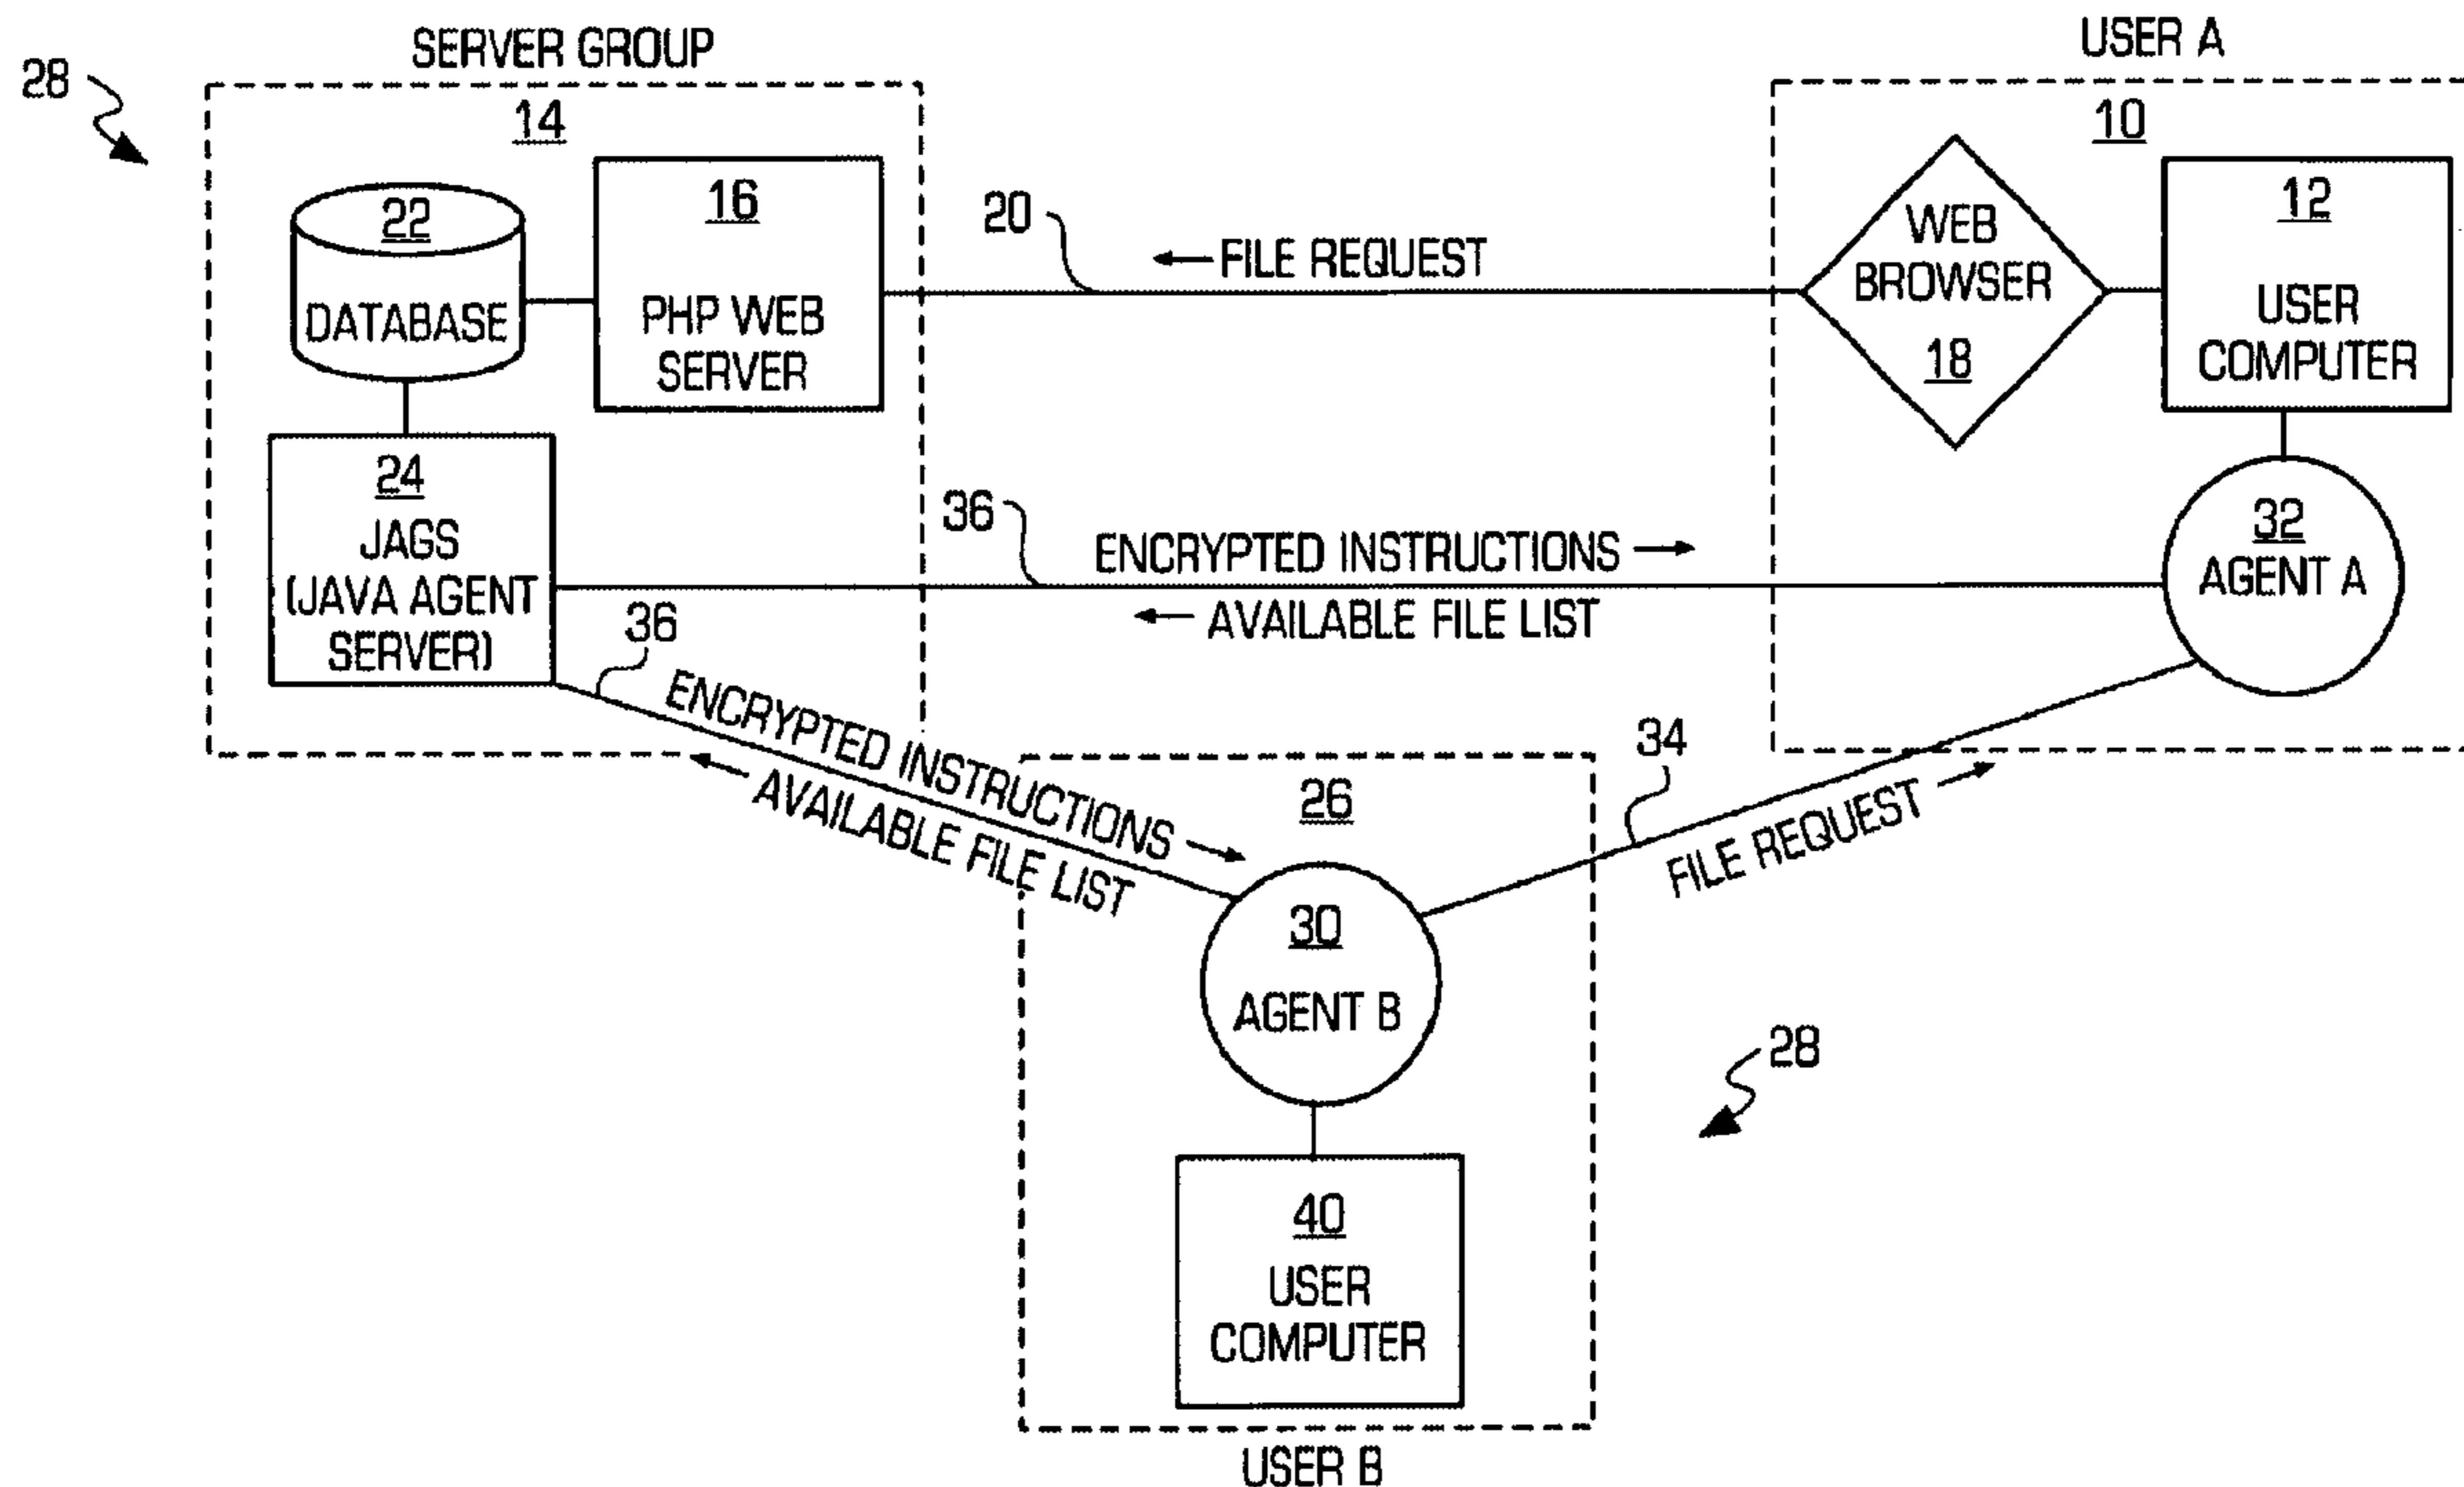 SERVER GROUP
USER A
28
14
10
22
DATABASE
16
PHP WEB
SERVER
20
←FILE REQUEST
WEB
BROWSER
18
12
USER
COMPUTER
24
JAGS
(JAVA AGENT
SERVER)
36
ENCRYPTED INSTRUCTIONS →
← AVAILABLE FILE LIST
32
AGENT A
36
ENCRYPTED INSTRUCTIONS →
← AVAILABLE FILE LIST
34
FILE REQUEST →
26
30
AGENT B
28
40
USER
COMPUTER
USER B